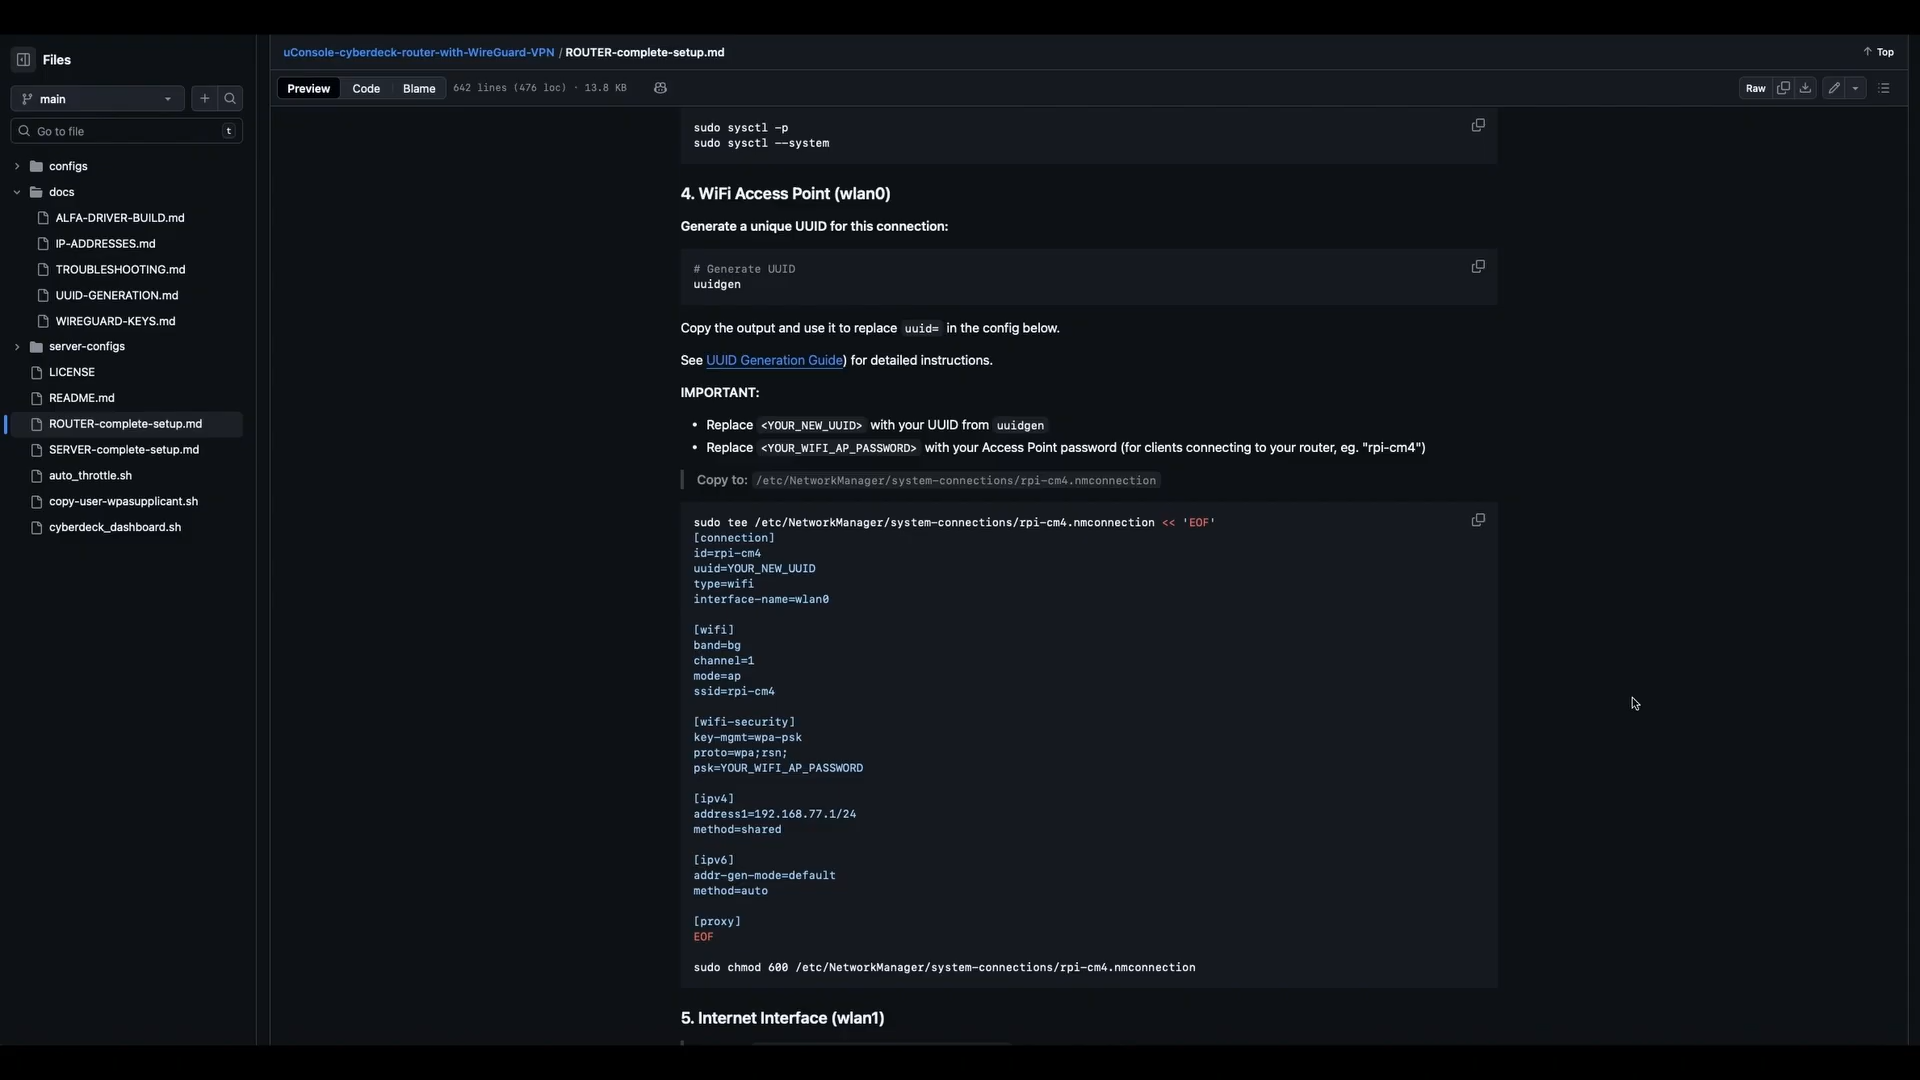 Files
main
Go to file
t
configs
docs
ALFA-DRIVER-BUILD.md
IP-ADDRESSES.md
TROUBLESHOOTING.md
UUID-GENERATION.md
WIREGUARD-KEYS.md
server-configs
LICENSE
README.md
ROUTER-complete-setup.md
SERVER-complete-setup.md
auto_throttle.sh
copy-user-wpasupplicant.sh
cyberdeck_dashboard.sh
uConsole-cyberdeck-router-with-WireGuard-VPN / ROUTER-complete-setup.md
↑ Top
Preview Code Blame 642 lines (476 loc) · 13.8 KB
Raw
sudo sysctl -p
sudo sysctl --system
4. WiFi Access Point (wlan0)
Generate a unique UUID for this connection:
# Generate UUID
uuidgen
Copy the output and use it to replace uuid= in the config below.
See UUID Generation Guide) for detailed instructions.
IMPORTANT:
• Replace <YOUR_NEW_UUID> with your UUID from uuidgen
• Replace <YOUR_WIFI_AP_PASSWORD> with your Access Point password (for clients connecting to your router, eg. "rpi-cm4")
Copy to: /etc/NetworkManager/system-connections/rpi-cm4.nmconnection
sudo tee /etc/NetworkManager/system-connections/rpi-cm4.nmconnection << 'EOF'
[connection]
id=rpi-cm4
uuid=YOUR_NEW_UUID
type=wifi
interface-name=wlan0
[wifi]
band=bg
channel=1
mode=ap
ssid=rpi-cm4
[wifi-security]
key-mgmt=wpa-psk
proto=wpa;rsn;
psk=YOUR_WIFI_AP_PASSWORD
[ipv4]
address1=192.168.77.1/24
method=shared
[ipv6]
addr-gen-mode=default
method=auto
[proxy]
EOF
sudo chmod 600 /etc/NetworkManager/system-connections/rpi-cm4.nmconnection
5. Internet Interface (wlan1)